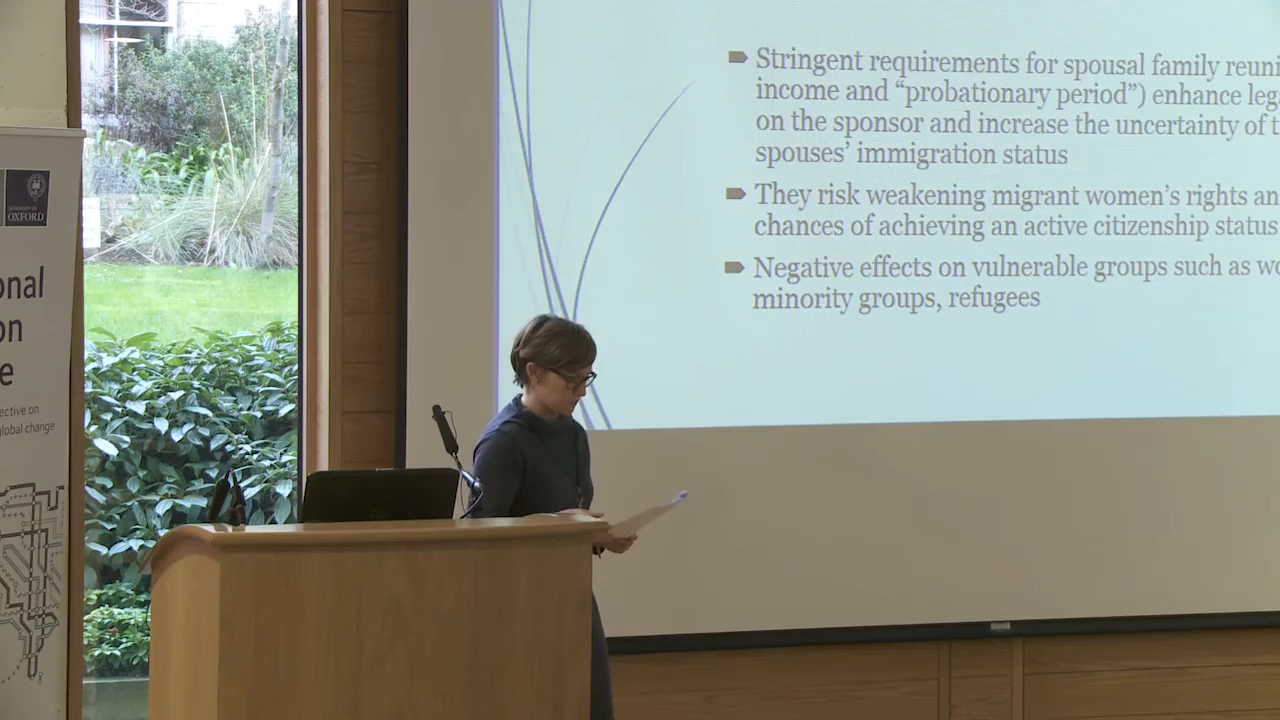 UNIVERSITY OF
OXFORD
onal
on
e
ective on
global change
Stringent requirements for spousal family reuni
income and “probationary period”) enhance leg
on the sponsor and increase the uncertainty of t
spouses’ immigration status
They risk weakening migrant women’s rights an
chances of achieving an active citizenship status
Negative effects on vulnerable groups such as wo
minority groups, refugees